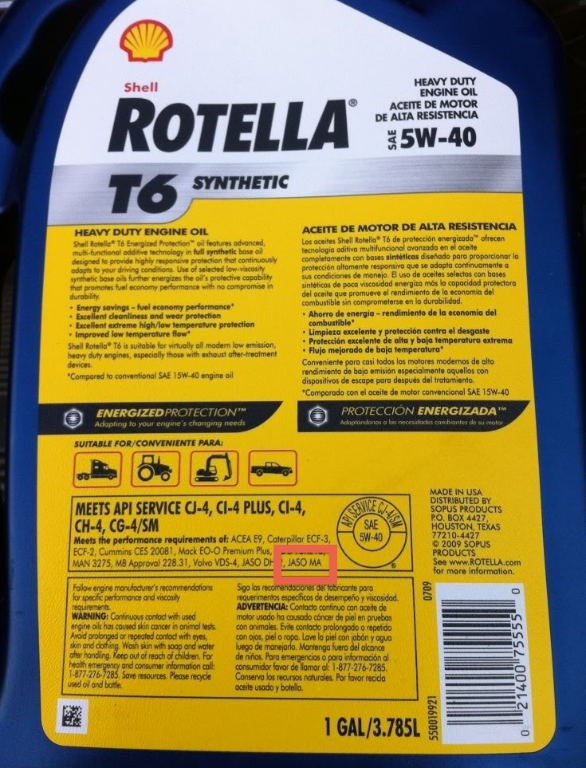 Shell
ROTELLA®
T6 SYNTHETIC
HEAVY DUTY
ENGINE OIL
ACEITE DE MOTOR
DE ALTA RESISTENCIA
SAE 5W-40
HEAVY DUTY ENGINE OIL
Shell Rotella® T6 Energized Protection™ oil features advanced,
multi-functional additive technology in full synthetic base oil
designed to provide highly responsive protection that continuously
adapts to your driving conditions. Use of selected low-viscosity
synthetic base oils further energizes the oil's protective capability
that promotes fuel economy performance with no compromise in
durability.
• Energy savings – fuel economy performance*
• Excellent cleanliness and wear protection
• Excellent extreme high/low temperature protection
• Improved low temperature flow*
Shell Rotella® T6 is suitable for virtually all modern low emission,
heavy duty engines, especially those with exhaust after-treatment
devices.
*Compared to conventional SAE 15W-40 engine oil
ACEITE DE MOTOR DE ALTA RESISTENCIA
Los aceites Shell Rotella® T6 de protección energizada™ ofrecen
tecnología aditiva multifuncional avanzada en el aceite
completamente con bases sintéticas diseñado para proporcionar la
protección altamente responsiva que se adapta continuamente a
sus condiciones de manejo. El uso de aceites selectos con bases
sintéticas de poca viscosidad energiza más la capacidad protectora
del aceite que promueve el rendimiento de la economía del
combustible sin comprometerse en la durabilidad.
• Ahorro de energía – rendimiento de la economía del
combustible*
• Limpieza excelente y protección contra el desgaste
• Protección excelente de alta y baja temperatura extrema
• Flujo mejorado de baja temperatura*
Conveniente para casi todos los motores modernos de alto
rendimiento de baja emisión especialmente aquellos con
dispositivos de escape para después del tratamiento.
*Comparado con el aceite de motor convencional SAE 15W-40
ENERGIZED PROTECTION™
Adapting to your engine's changing needs
PROTECCIÓN ENERGIZADA™
Adaptándonos a las necesidades cambiantes de su motor
SUITABLE FOR/CONVENIENTE PARA:
MEETS API SERVICE CJ-4, CI-4 PLUS, CI-4,
CH-4, CG-4/SM
Meets the performance requirements of: ACEA E9, Caterpillar ECF-3,
ECF-2, Cummins CES 20081, Mack EO-O Premium Plus,
MAN 3275, MB Approval 228.31, Volvo VDS-4, JASO DH , JASO MA
API SERVICE CJ-4/SM
SAE
5W-40
®
MADE IN USA
DISTRIBUTED BY
SOPUS PRODUCTS
P.O. BOX 4427,
HOUSTON, TEXAS
77210-4427
© 2009 SOPUS
PRODUCTS
See www.ROTELLA.com
for more information.
Follow engine manufacturer's recommendations
for specific performance and viscosity
requirements.
WARNING: Continuous contact with used
engine oils has caused skin cancer in animal tests.
Avoid prolonged or repeated contact with eyes,
skin and clothing. Wash skin with soap and water
after handling. Keep out of reach of children. For
health emergency and consumer information call:
1-877-276-7285. Save resources. Please recycle
used oil and bottle.
Siga las recomendaciones del fabricante para
requerimientos específicos de desempeño y viscosidad.
ADVERTENCIA: Contacto continuo con aceite de
motor usado ha causado cáncer de piel en pruebas
con animales. Evite contacto prolongado o repetido
con ojos, piel o ropa. Lave la piel con jabón y agua
luego de manejarlo. Mantenga fuera del alcance
de niños. Para emergencias o para información al
consumidor favor de llamar al: 1-877-276-7285.
Conserva los recursos naturales. Por favor recicla
aceite usado y botella.
0709
550019921
0 21400 75555 0
1 GAL/3.785L